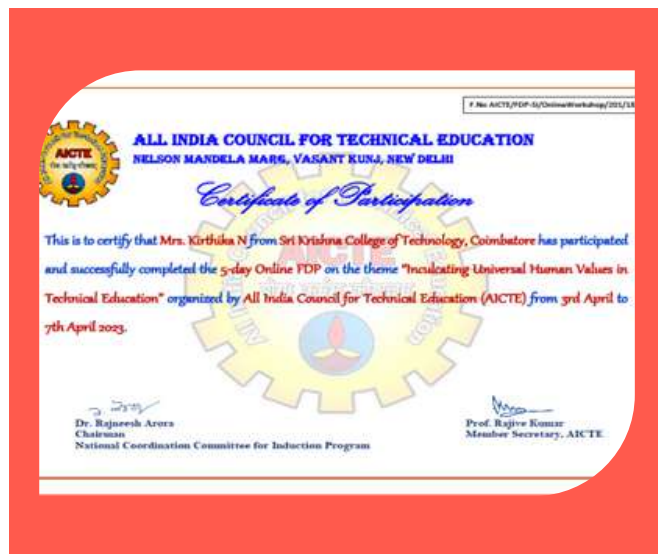 F.No AICTE/FDP-SI/OnlineWorkshop/201/
ALL INDIA COUNCIL FOR TECHNICAL EDUCATION
NELSON MANDELA MARG, VASANT KUNJ, NEW DELHI
AICTE
Certificate of Participation
This is to certify that Mrs. Kirthika N from Sri Krishna College of Technology, Coimbatore has participated
and successfully completed the 5-day Online FDP on the theme "Inculcating Universal Human Values in
Technical Education" organized by All India Council for Technical Education (AICTE) from 3rd April to
7th April 2023.
Dr. Rajneesh Arora
Chairman
National Coordination Committee for Induction Program
Prof. Rajive Kumar
Member Secretary, AICTE